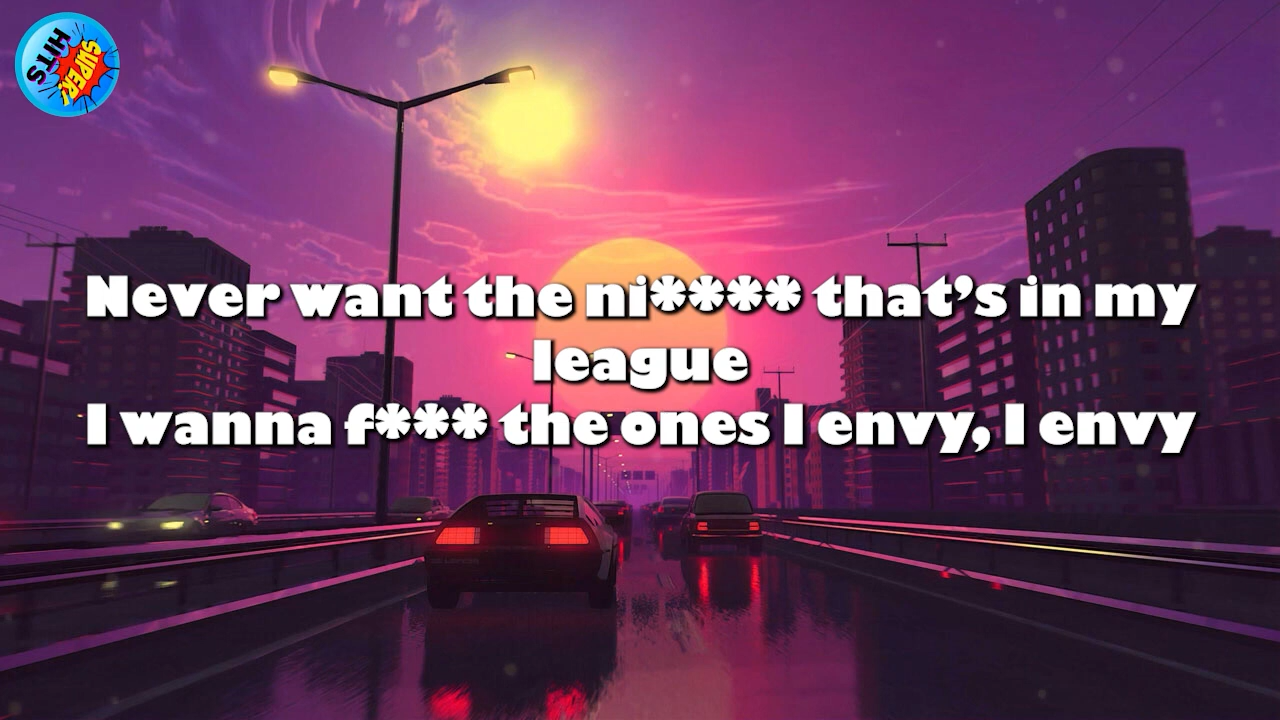 SUPER!
HITS
Never want the ni**** that’s in my
league
I wanna f*** the ones I envy, I envy